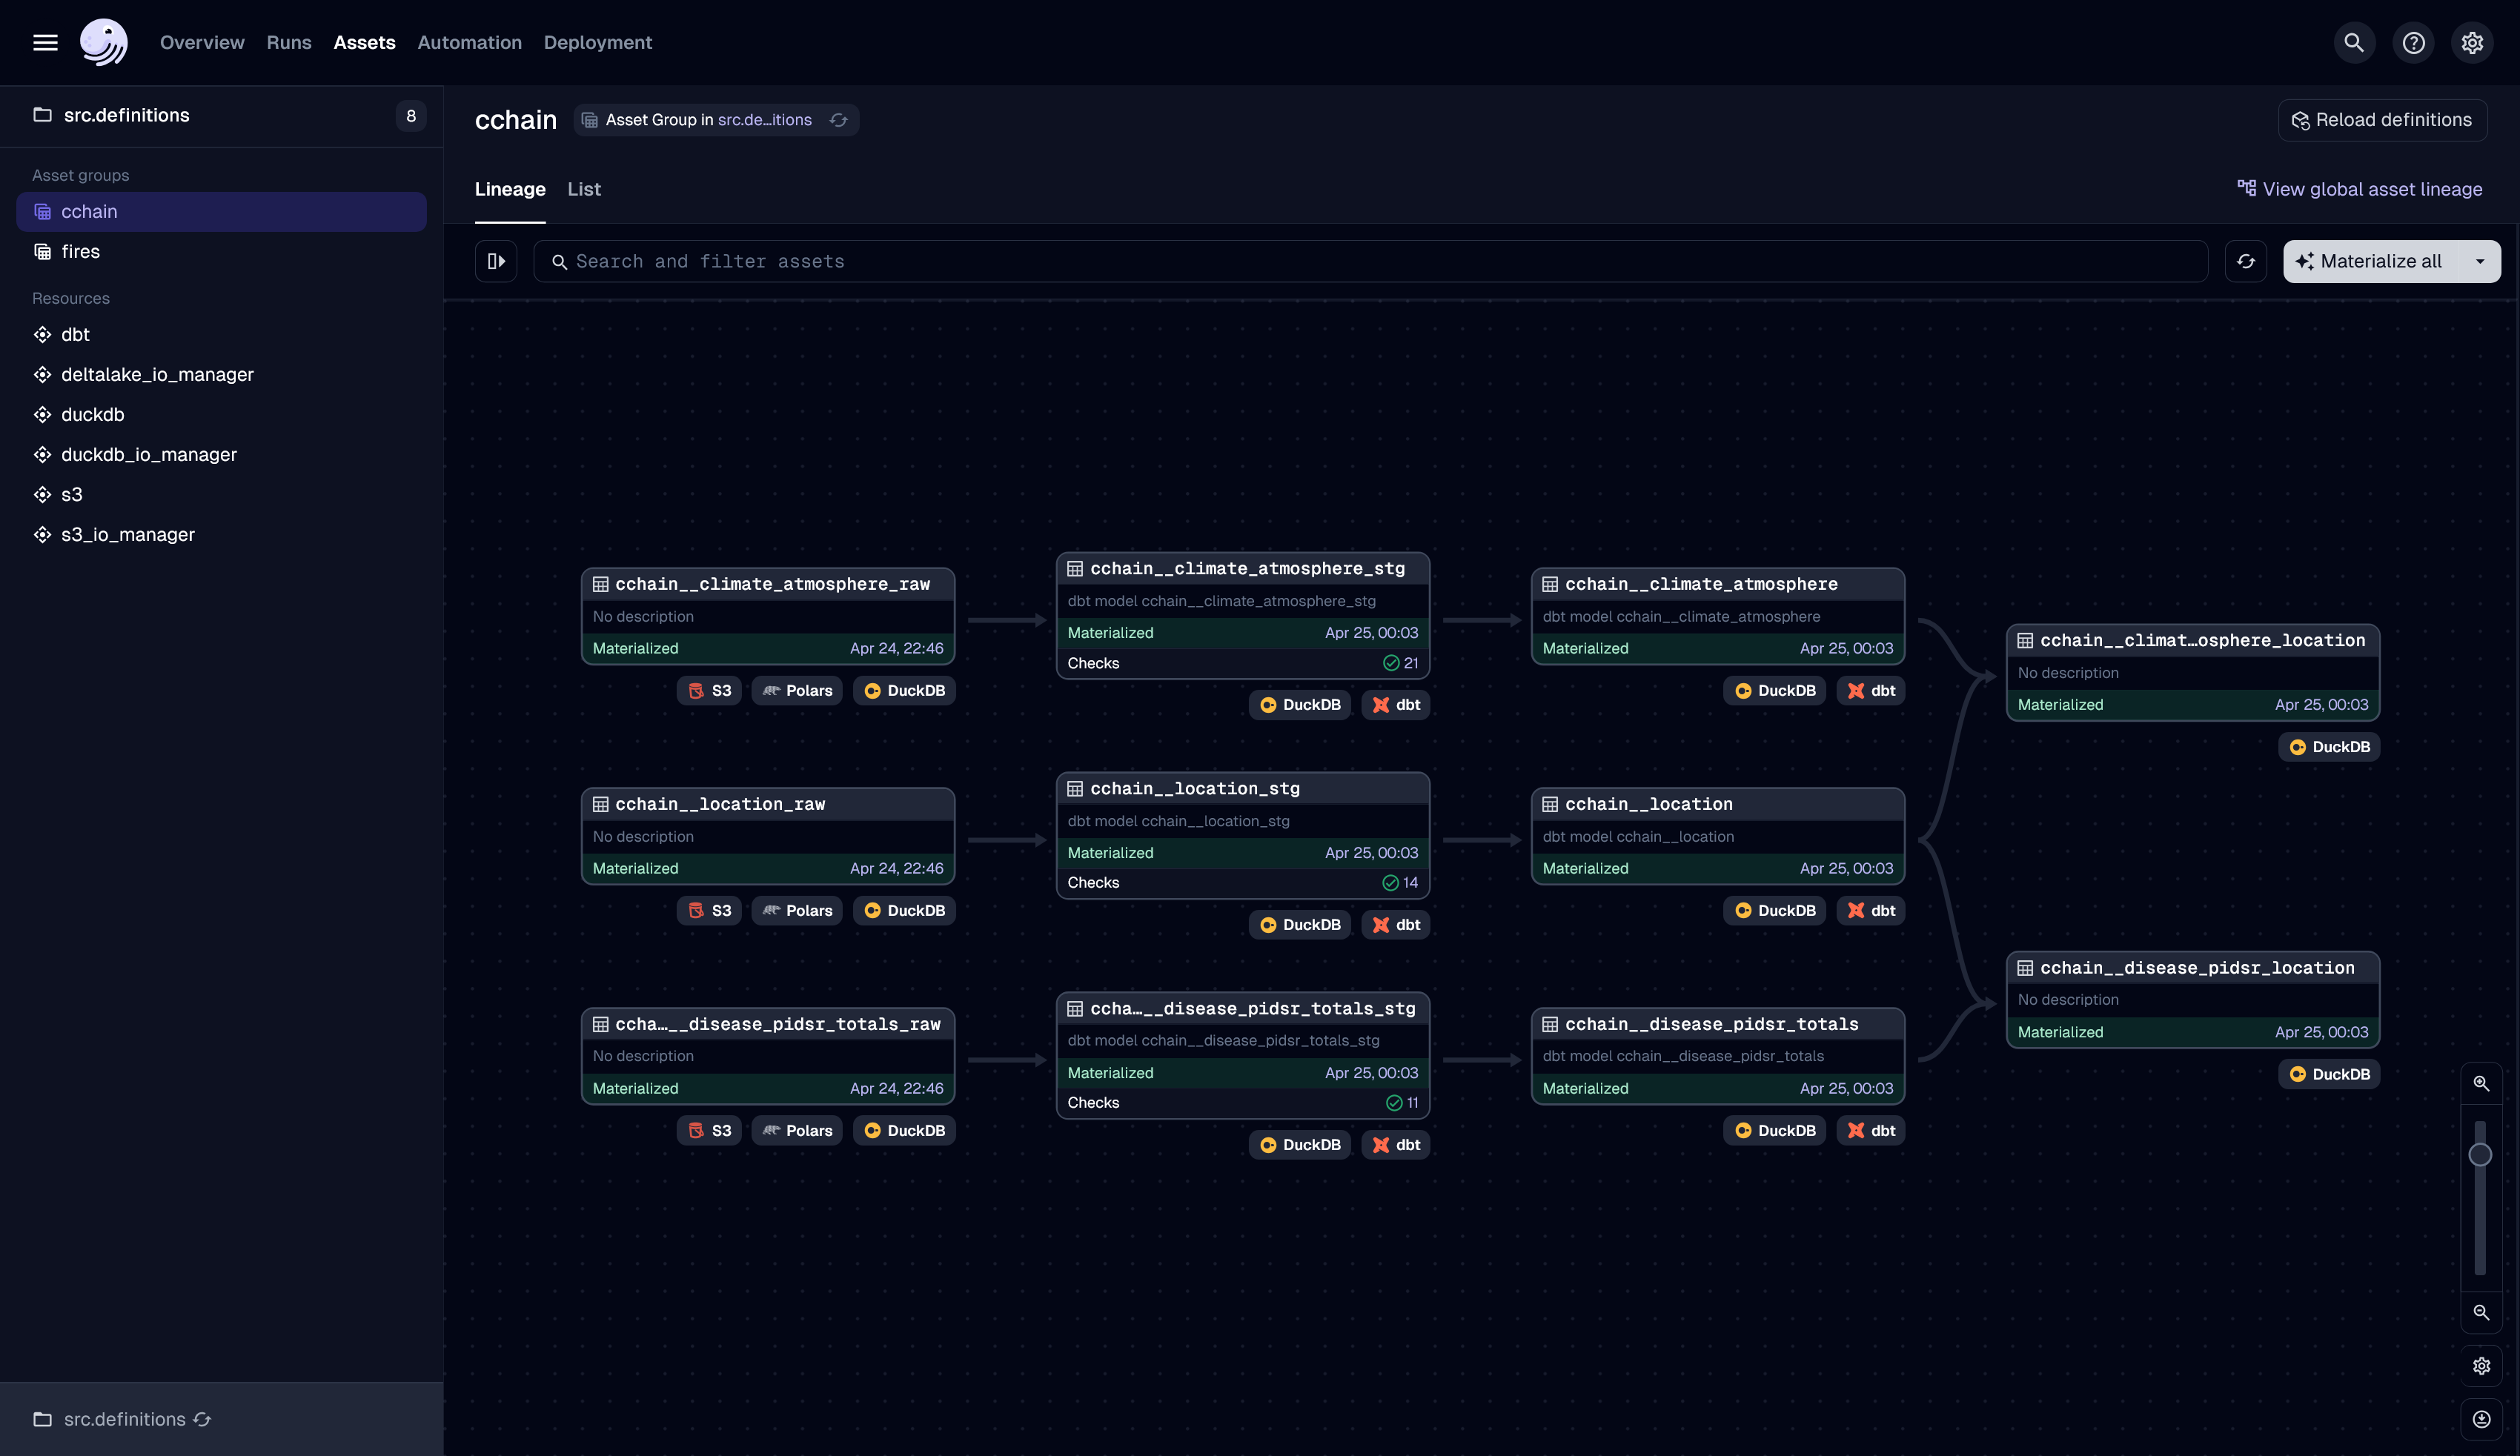 Overview Runs Assets Automation Deployment
src.definitions 8
Asset groups
cchain
fires
Resources
dbt
deltalake_io_manager
duckdb
duckdb_io_manager
s3
s3_io_manager
src.definitions
cchain Asset Group in src.de...itions Reload definitions
Lineage List View global asset lineage
Search and filter assets Materialize all
cchain__climate_atmosphere_raw
No description
Materialized Apr 24, 22:46
S3 Polars DuckDB
cchain__climate_atmosphere_stg
dbt model cchain__climate_atmosphere_stg
Materialized Apr 25, 00:03
Checks 21
DuckDB dbt
cchain__climate_atmosphere
dbt model cchain__climate_atmosphere
Materialized Apr 25, 00:03
DuckDB dbt
cchain__climat…osphere_location
No description
Materialized Apr 25, 00:03
DuckDB
cchain__location_raw
No description
Materialized Apr 24, 22:46
S3 Polars DuckDB
cchain__location_stg
dbt model cchain__location_stg
Materialized Apr 25, 00:03
Checks 14
DuckDB dbt
cchain__location
dbt model cchain__location
Materialized Apr 25, 00:03
DuckDB dbt
cchain__disease_pidsr_location
No description
Materialized Apr 25, 00:03
DuckDB
ccha…__disease_pidsr_totals_raw
No description
Materialized Apr 24, 22:46
S3 Polars DuckDB
ccha…__disease_pidsr_totals_stg
dbt model cchain__disease_pidsr_totals_stg
Materialized Apr 25, 00:03
Checks 11
DuckDB dbt
cchain__disease_pidsr_totals
dbt model cchain__disease_pidsr_totals
Materialized Apr 25, 00:03
DuckDB dbt